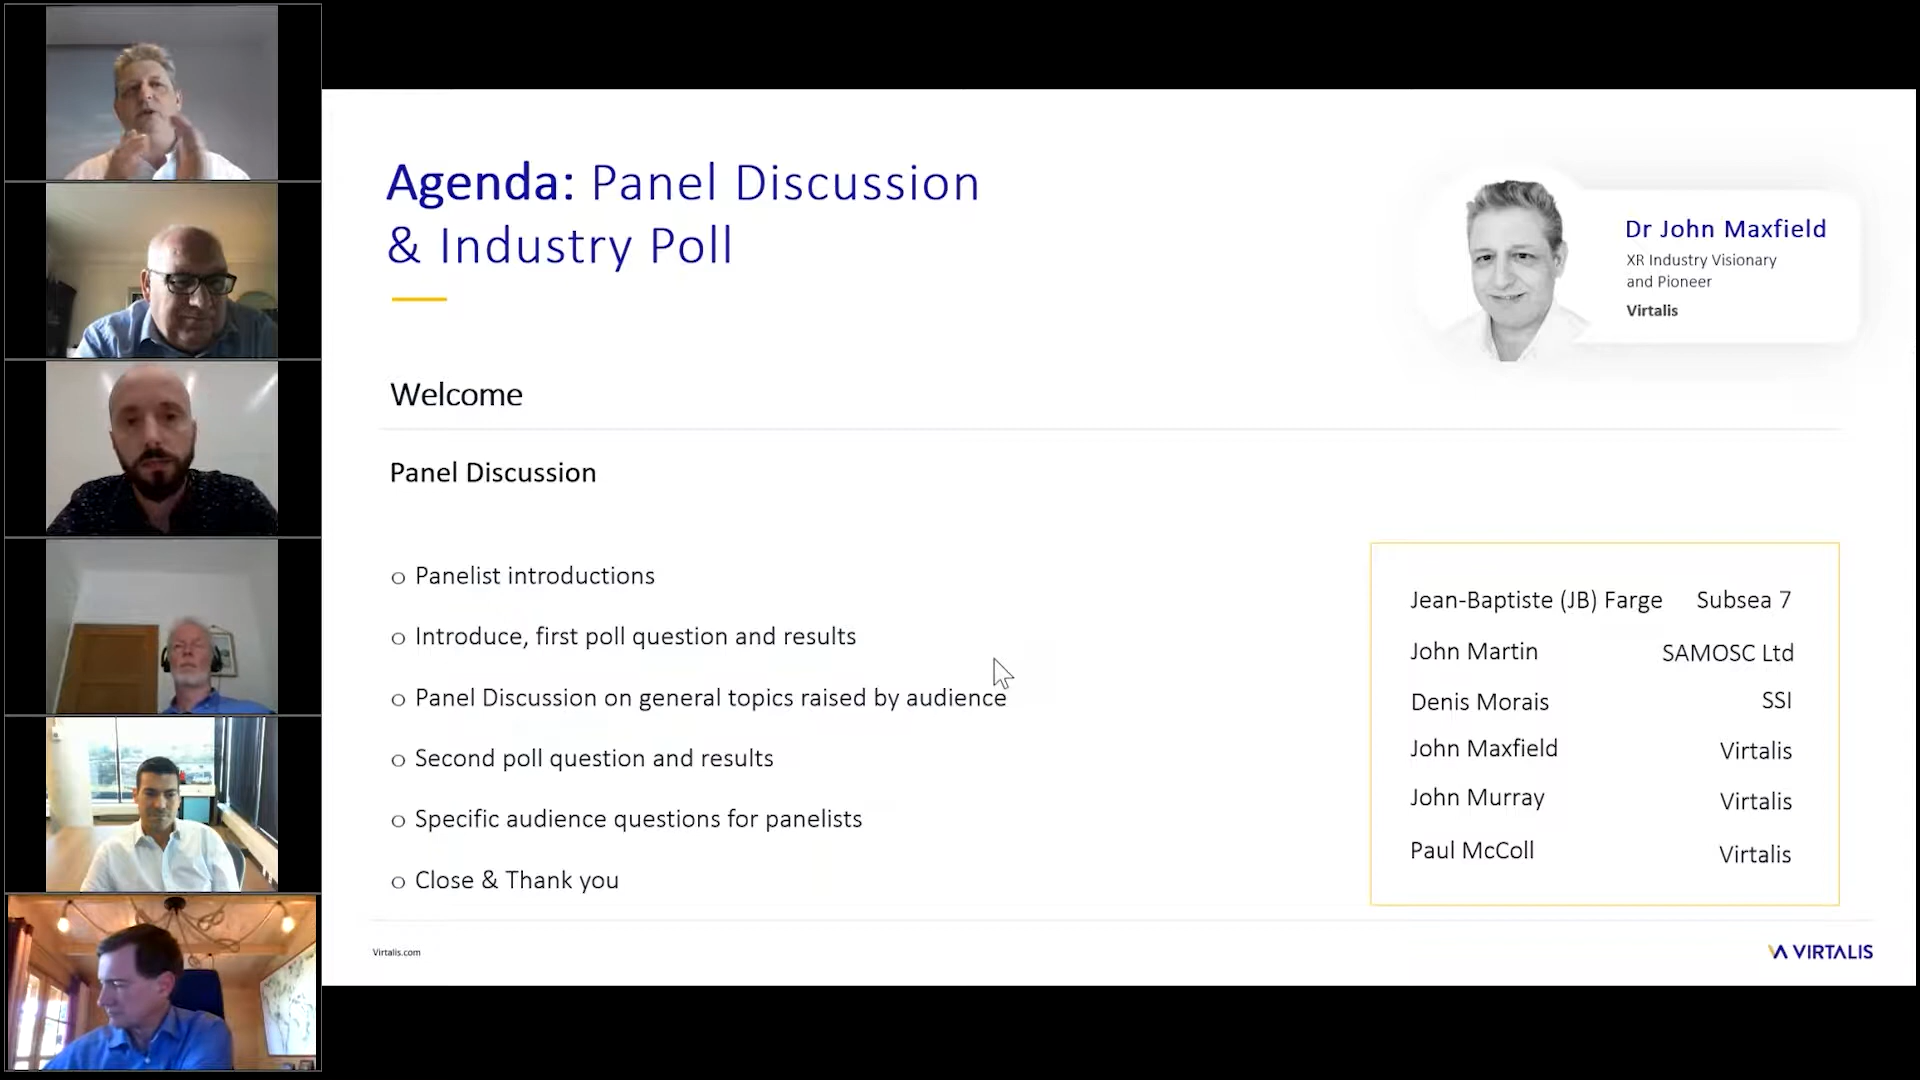 Agenda: Panel Discussion
& Industry Poll
Dr John Maxfield
XR Industry Visionary
and Pioneer
Virtalis
Welcome
Panel Discussion
o Panelist introductions
o Introduce, first poll question and results
o Panel Discussion on general topics raised by audience
o Second poll question and results
o Specific audience questions for panelists
o Close & Thank you
Jean-Baptiste (JB) Farge Subsea 7
John Martin SAMOSC Ltd
Denis Morais SSI
John Maxfield Virtalis
John Murray Virtalis
Paul McColl Virtalis
Virtalis.com
VIRTALIS